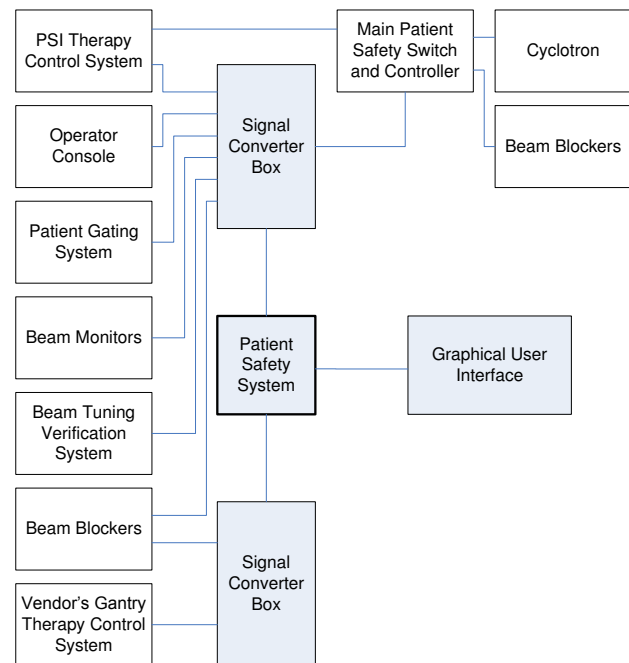 PSI Therapy
Control System
Main Patient
Safety Switch
and Controller
Cyclotron
Operator
Console
Signal
Converter
Box
Beam Blockers
Patient Gating
System
Beam Monitors
Patient
Safety
System
Graphical User
Interface
Beam Tuning
Verification
System
Beam Blockers
Signal
Converter
Box
Vendor’s Gantry
Therapy Control
System